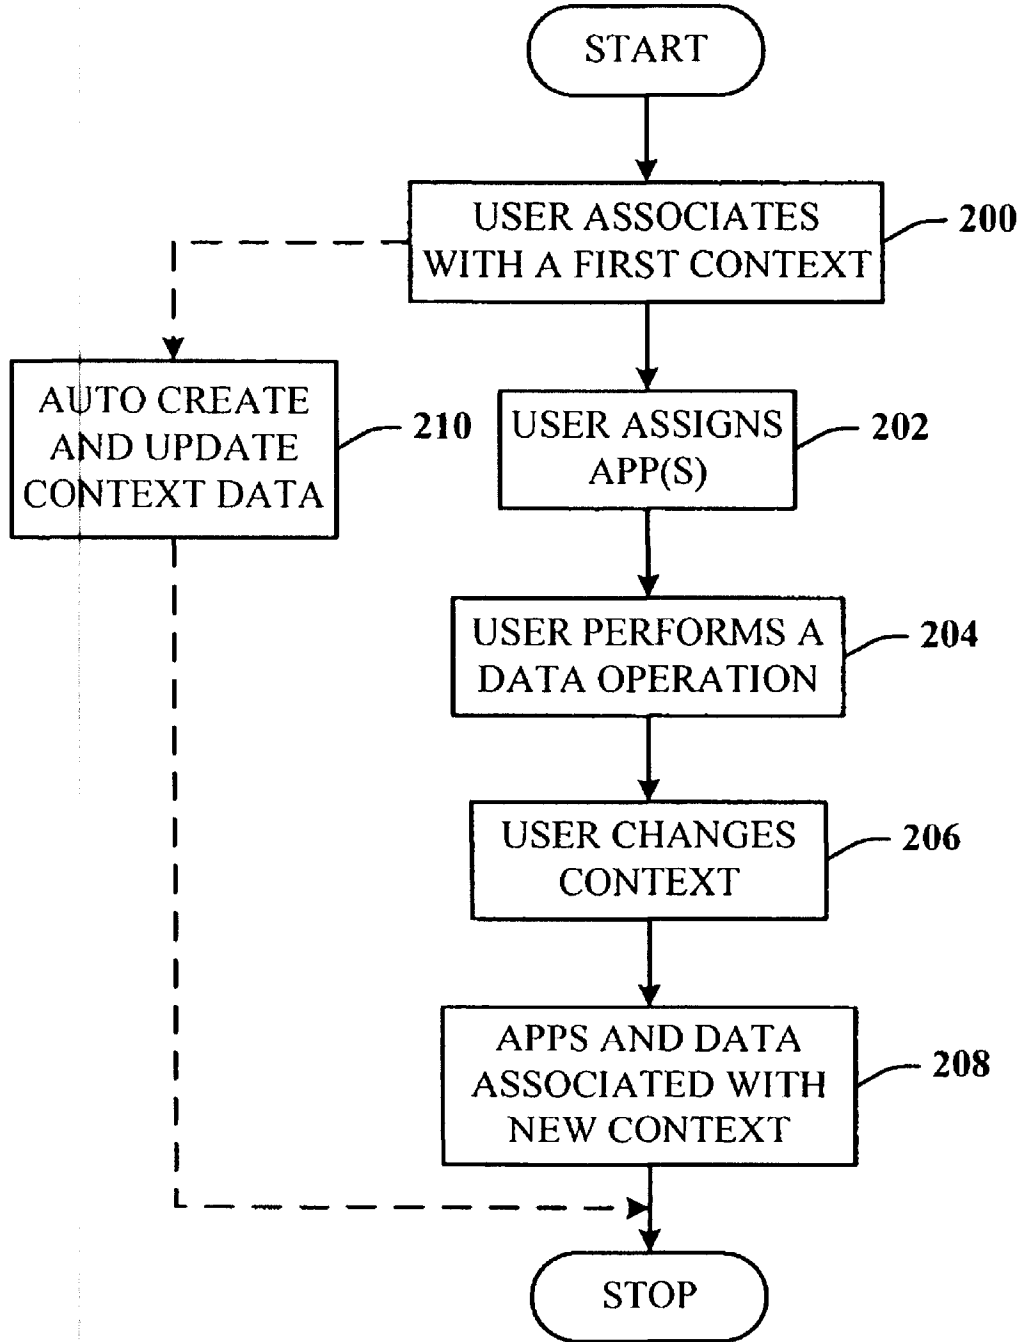 START
USER ASSOCIATES
WITH A FIRST CONTEXT
200
AUTO CREATE
AND UPDATE
CONTEXT DATA
210
USER ASSIGNS
APP(S)
202
USER PERFORMS A
DATA OPERATION
204
USER CHANGES
CONTEXT
206
APPS AND DATA
ASSOCIATED WITH
NEW CONTEXT
208
STOP